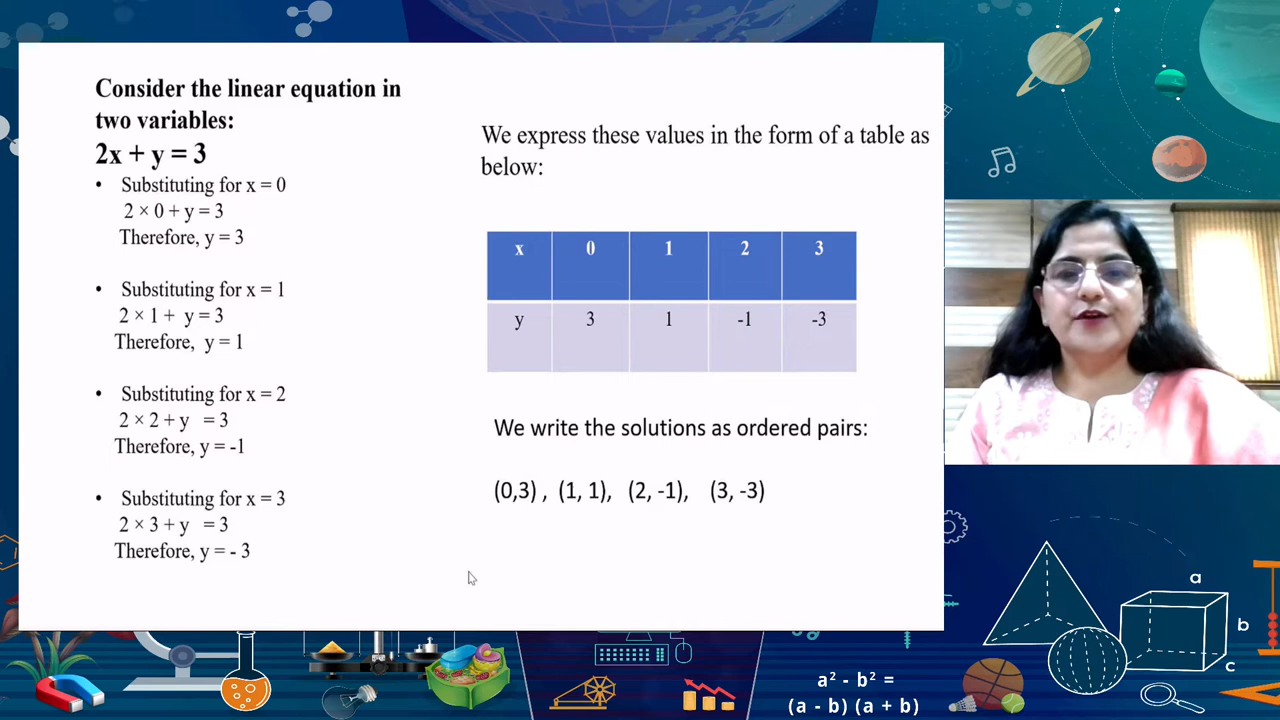 Consider the linear equation in
two variables:
2x + y = 3
• Substituting for x = 0
2 × 0 + y = 3
Therefore, y = 3
• Substituting for x = 1
2 × 1 + y = 3
Therefore, y = 1
• Substituting for x = 2
2 × 2 + y = 3
Therefore, y = -1
• Substituting for x = 3
2 × 3 + y = 3
Therefore, y = - 3
We express these values in the form of a table as
below:
x 0 1 2 3
y 3 1 -1 -3
We write the solutions as ordered pairs:
(0,3) , (1, 1), (2, -1), (3, -3)
a
b
c
a² - b² =
(a - b) (a + b)